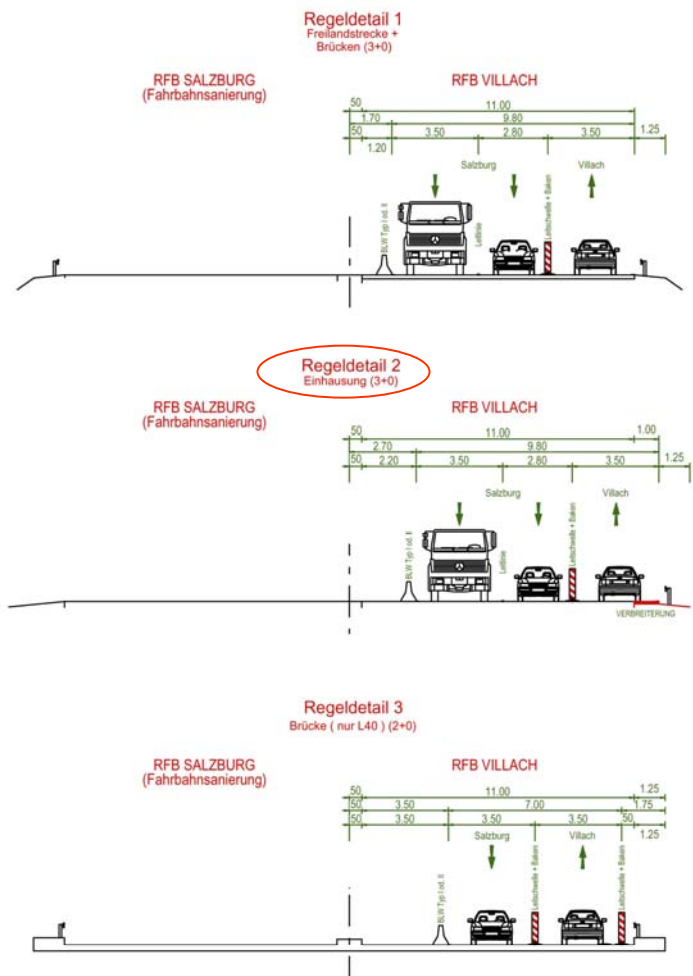 Regeldetail 1
Freilandstrecke +
Brücken (3+0)
RFB SALZBURG
(Fahrbahnsanierung)
RFB VILLACH
50 11.00
1.70 9.80
50 3.50 2.80 3.50 1.25
1.20
Salzburg Villach
BLW Typ I od. II
Leitlinie
Leitschwelle + Baken
Regeldetail 2
Einhausung (3+0)
RFB SALZBURG
(Fahrbahnsanierung)
RFB VILLACH
50 11.00 1.00
2.70 9.80
50 2.20 3.50 2.80 3.50 1.25
Salzburg Villach
BLW Typ I od. II
Leitlinie
Leitschwelle + Baken
VERBREITERUNG
Regeldetail 3
Brücke ( nur L40 ) (2+0)
RFB SALZBURG
(Fahrbahnsanierung)
RFB VILLACH
50 11.00 1.25
50 3.50 7.00 1.75
50 3.50 3.50 3.50 50
1.25
Salzburg Villach
BLW Typ I od. II
Leitschwelle + Baken
Leitschwelle + Baken